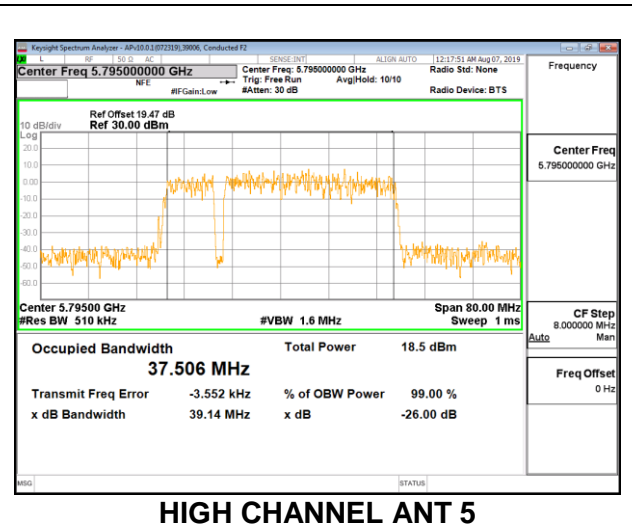 Keysight Spectrum Analyzer - APv10.0.1(072319),39006, Conducted F2
L RF 50 Ω AC SENSE:INT ALIGN AUTO 12:17:51 AM Aug 07, 2019
Center Freq 5.795000000 GHz Center Freq: 5.795000000 GHz Radio Std: None Frequency
NFE Trig: Free Run Avg|Hold: 10/10
#IFGain:Low #Atten: 30 dB Radio Device: BTS
Ref Offset 19.47 dB
10 dB/div Ref 30.00 dBm
Log
20.0
10.0
0.00
-10.0
-20.0
-30.0
-40.0
-50.0
-60.0
Center Freq
5.795000000 GHz
Center 5.79500 GHz Span 80.00 MHz
#Res BW 510 kHz #VBW 1.6 MHz Sweep 1 ms
CF Step
8.000000 MHz
Auto Man
Occupied Bandwidth Total Power 18.5 dBm
37.506 MHz
Freq Offset
0 Hz
Transmit Freq Error -3.552 kHz % of OBW Power 99.00 %
x dB Bandwidth 39.14 MHz x dB -26.00 dB
MSG STATUS
HIGH CHANNEL ANT 5